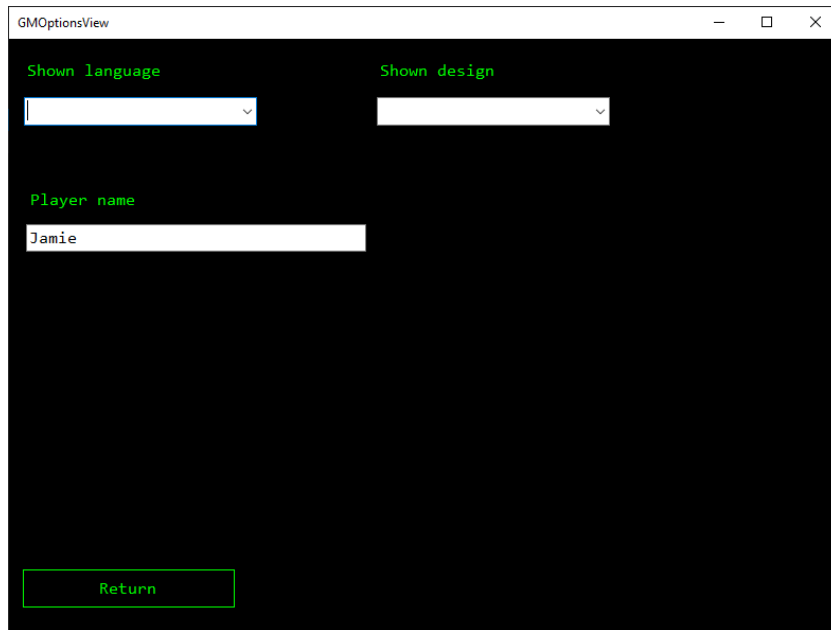 GMOptionsView
Shown language
Shown design
Player name
Jamie
Return